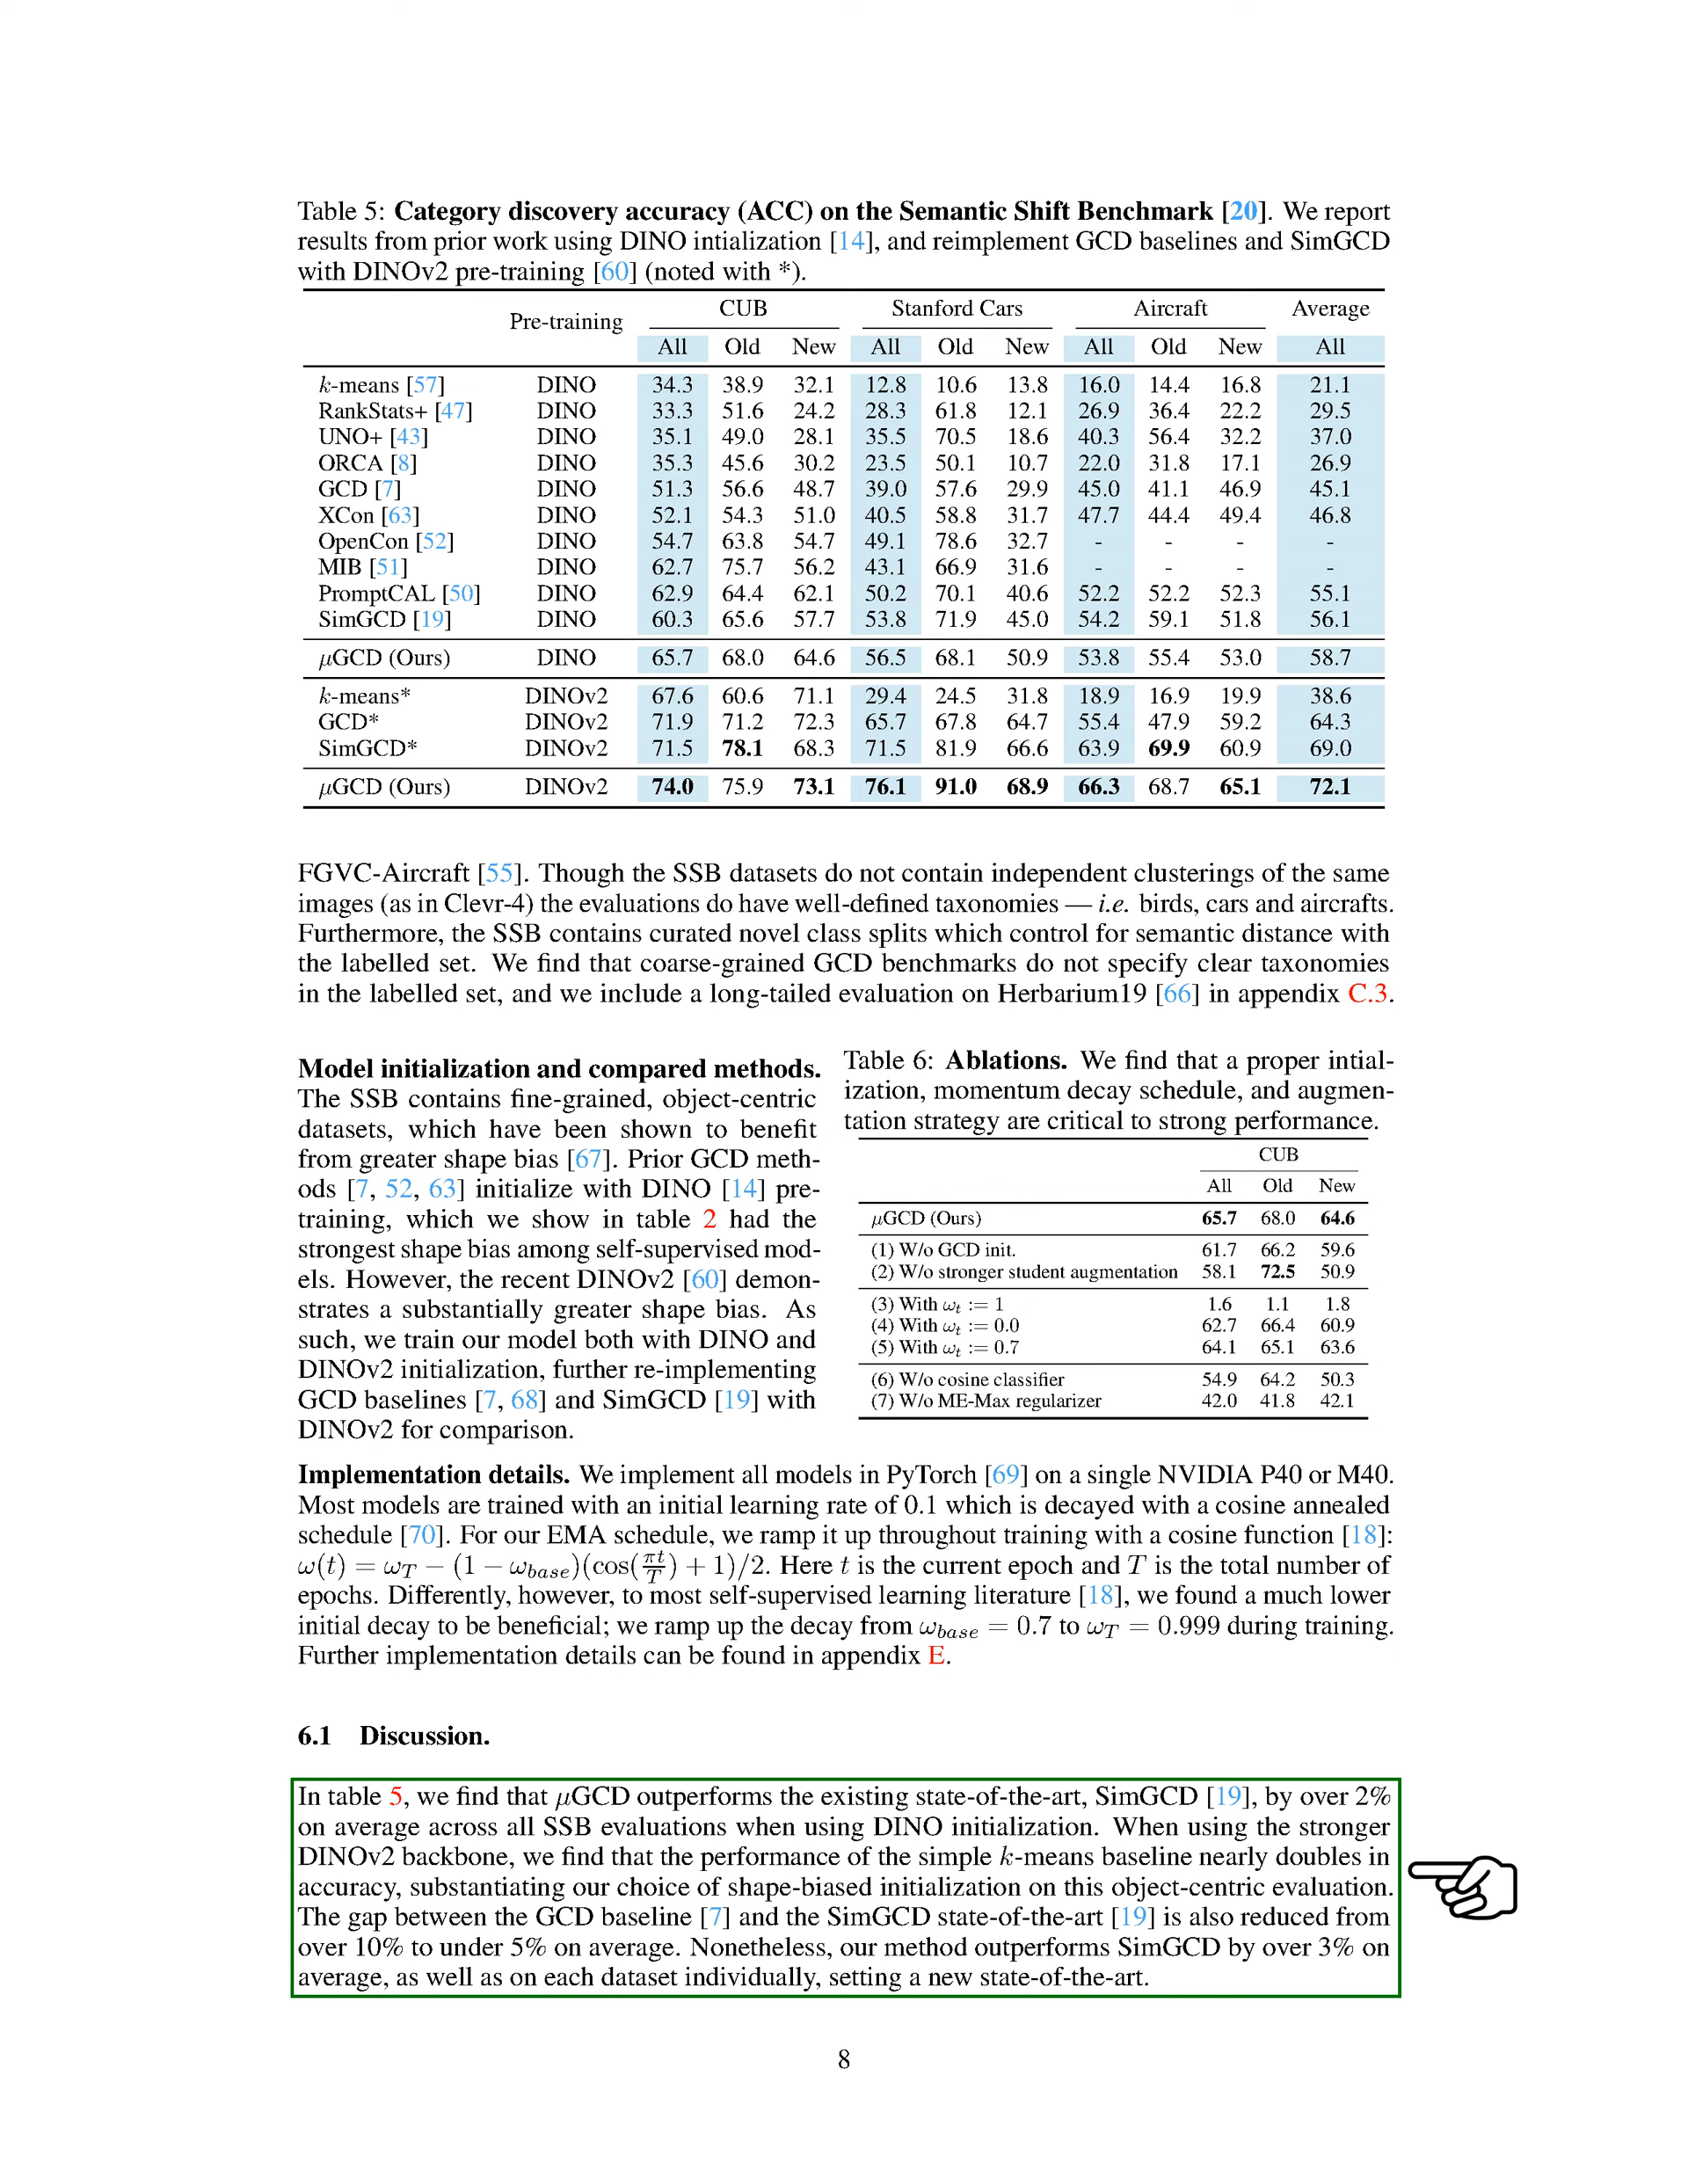 Table 5: Category discovery accuracy (ACC) on the Semantic Shift Benchmark [20]. We report
results from prior work using DINO intialization [14], and reimplement GCD baselines and SimGCD
with DINOv2 pre-training [60] (noted with *).
Pre-training CUB Stanford Cars Aircraft Average
All Old New All Old New All Old New All
k-means [57] DINO 34.3 38.9 32.1 12.8 10.6 13.8 16.0 14.4 16.8 21.1
RankStats+ [47] DINO 33.3 51.6 24.2 28.3 61.8 12.1 26.9 36.4 22.2 29.5
UNO+ [43] DINO 35.1 49.0 28.1 35.5 70.5 18.6 40.3 56.4 32.2 37.0
ORCA [8] DINO 35.3 45.6 30.2 23.5 50.1 10.7 22.0 31.8 17.1 26.9
GCD [7] DINO 51.3 56.6 48.7 39.0 57.6 29.9 45.0 41.1 46.9 45.1
XCon [63] DINO 52.1 54.3 51.0 40.5 58.8 31.7 47.7 44.4 49.4 46.8
OpenCon [52] DINO 54.7 63.8 54.7 49.1 78.6 32.7 - - - -
MIB [51] DINO 62.7 75.7 56.2 43.1 66.9 31.6 - - - -
PromptCAL [50] DINO 62.9 64.4 62.1 50.2 70.1 40.6 52.2 52.2 52.3 55.1
SimGCD [19] DINO 60.3 65.6 57.7 53.8 71.9 45.0 54.2 59.1 51.8 56.1
μGCD (Ours) DINO 65.7 68.0 64.6 56.5 68.1 50.9 53.8 55.4 53.0 58.7
k-means* DINOv2 67.6 60.6 71.1 29.4 24.5 31.8 18.9 16.9 19.9 38.6
GCD* DINOv2 71.9 71.2 72.3 65.7 67.8 64.7 55.4 47.9 59.2 64.3
SimGCD* DINOv2 71.5 78.1 68.3 71.5 81.9 66.6 63.9 69.9 60.9 69.0
μGCD (Ours) DINOv2 74.0 75.9 73.1 76.1 91.0 68.9 66.3 68.7 65.1 72.1
FGVC-Aircraft [55]. Though the SSB datasets do not contain independent clusterings of the same
images (as in Clevr-4) the evaluations do have well-defined taxonomies — i.e. birds, cars and aircrafts.
Furthermore, the SSB contains curated novel class splits which control for semantic distance with
the labelled set. We find that coarse-grained GCD benchmarks do not specify clear taxonomies
in the labelled set, and we include a long-tailed evaluation on Herbarium19 [66] in appendix C.3.
Model initialization and compared methods.
The SSB contains fine-grained, object-centric
datasets, which have been shown to benefit
from greater shape bias [67]. Prior GCD meth-
ods [7, 52, 63] initialize with DINO [14] pre-
training, which we show in table 2 had the
strongest shape bias among self-supervised mod-
els. However, the recent DINOv2 [60] demon-
strates a substantially greater shape bias. As
such, we train our model both with DINO and
DINOv2 initialization, further re-implementing
GCD baselines [7, 68] and SimGCD [19] with
DINOv2 for comparison.
Table 6: Ablations. We find that a proper intial-
ization, momentum decay schedule, and augmen-
tation strategy are critical to strong performance.
CUB
All Old New
μGCD (Ours) 65.7 68.0 64.6
(1) W/o GCD init. 61.7 66.2 59.6
(2) W/o stronger student augmentation 58.1 72.5 50.9
(3) With ω_t := 1 1.6 1.1 1.8
(4) With ω_t := 0.0 62.7 66.4 60.9
(5) With ω_t := 0.7 64.1 65.1 63.6
(6) W/o cosine classifier 54.9 64.2 50.3
(7) W/o ME-Max regularizer 42.0 41.8 42.1
Implementation details. We implement all models in PyTorch [69] on a single NVIDIA P40 or M40.
Most models are trained with an initial learning rate of 0.1 which is decayed with a cosine annealed
schedule [70]. For our EMA schedule, we ramp it up throughout training with a cosine function [18]:
ω(t) = ω_T − (1 − ω_base)(cos(πt/T) + 1)/2. Here t is the current epoch and T is the total number of
epochs. Differently, however, to most self-supervised learning literature [18], we found a much lower
initial decay to be beneficial; we ramp up the decay from ω_base = 0.7 to ω_T = 0.999 during training.
Further implementation details can be found in appendix E.
6.1 Discussion.
In table 5, we find that μGCD outperforms the existing state-of-the-art, SimGCD [19], by over 2%
on average across all SSB evaluations when using DINO initialization. When using the stronger
DINOv2 backbone, we find that the performance of the simple k-means baseline nearly doubles in
accuracy, substantiating our choice of shape-biased initialization on this object-centric evaluation.
The gap between the GCD baseline [7] and the SimGCD state-of-the-art [19] is also reduced from
over 10% to under 5% on average. Nonetheless, our method outperforms SimGCD by over 3% on
average, as well as on each dataset individually, setting a new state-of-the-art.
8